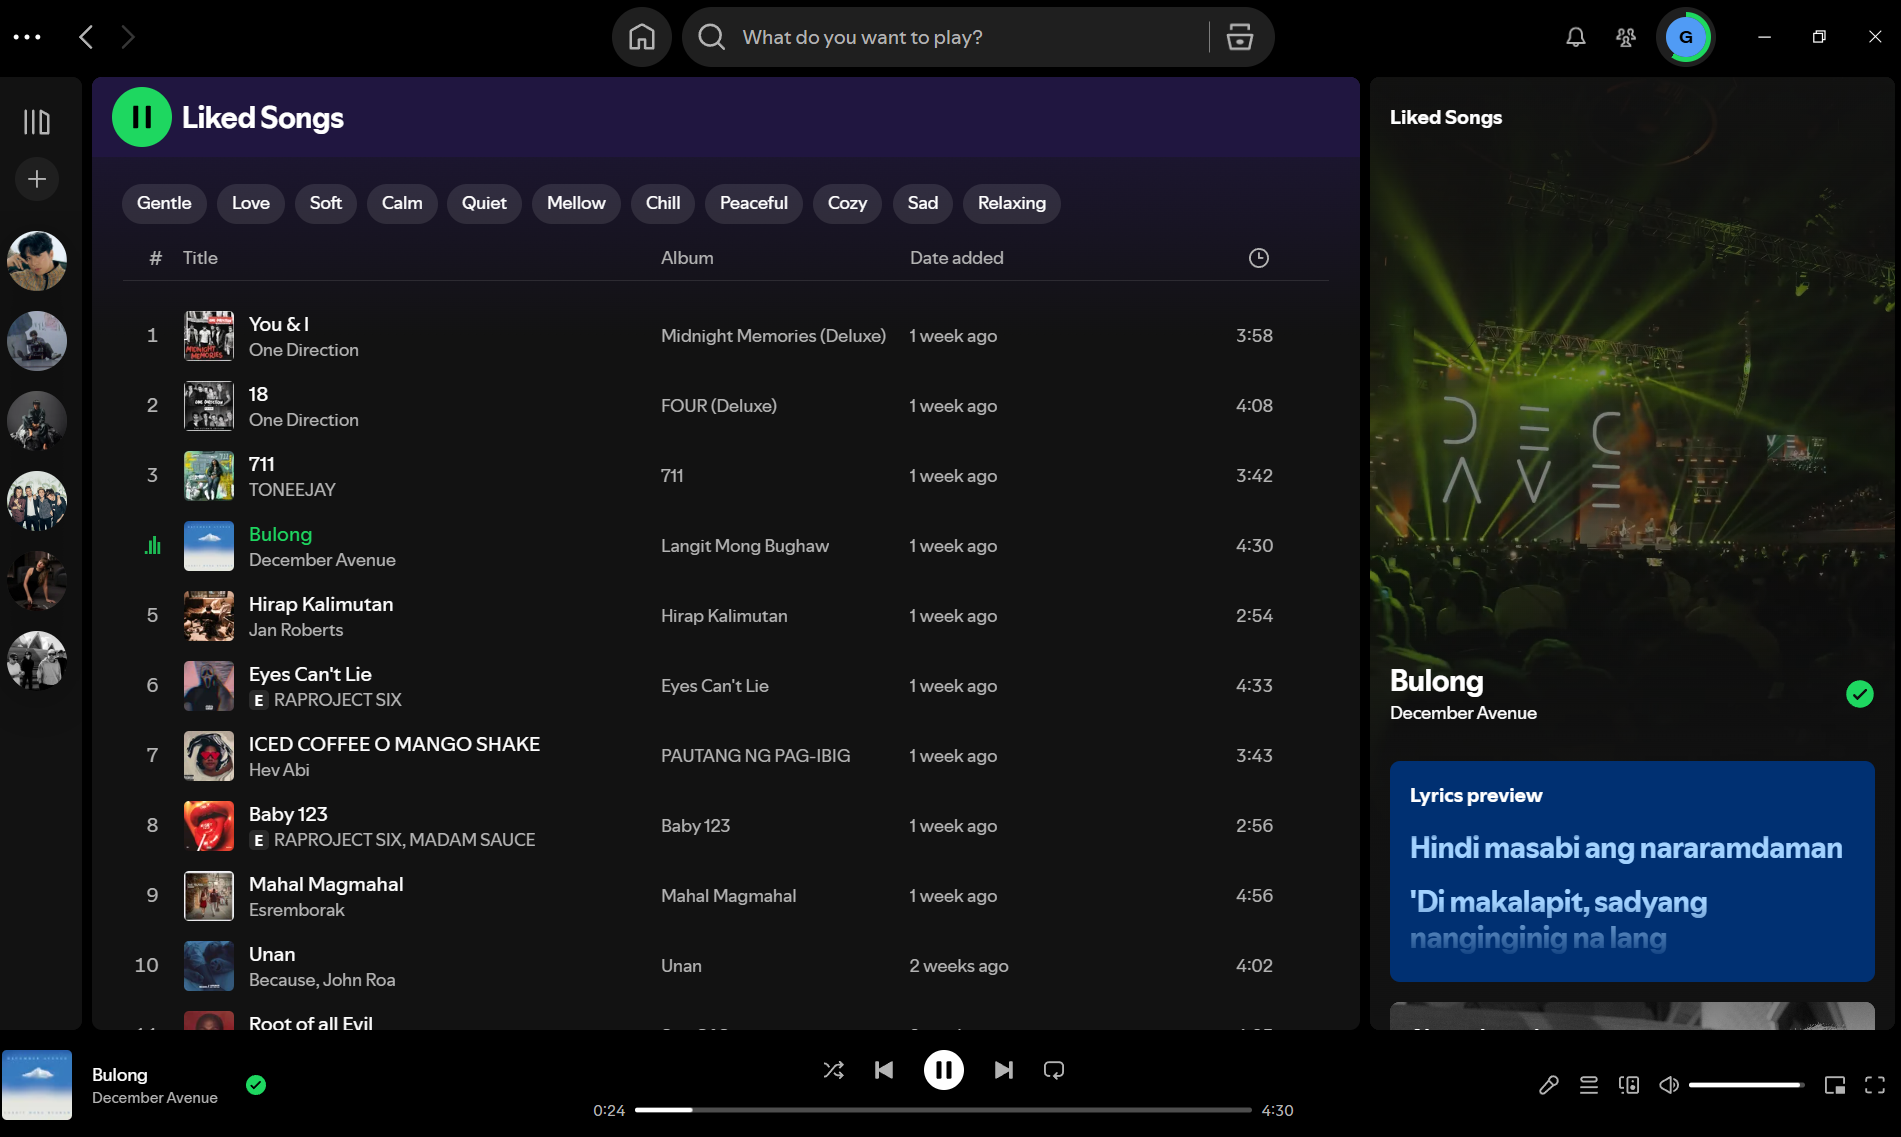 What do you want to play?
G
Liked Songs
Gentle
Love
Soft
Calm
Quiet
Mellow
Chill
Peaceful
Cozy
Sad
Relaxing
# Title Album Date added
1 You & I Midnight Memories (Deluxe) 1 week ago 3:58
One Direction
2 18 FOUR (Deluxe) 1 week ago 4:08
One Direction
3 711 711 1 week ago 3:42
TONEEJAY
Bulong Langit Mong Bughaw 1 week ago 4:30
December Avenue
5 Hirap Kalimutan Hirap Kalimutan 1 week ago 2:54
Jan Roberts
6 Eyes Can't Lie Eyes Can't Lie 1 week ago 4:33
E RAPROJECT SIX
7 ICED COFFEE O MANGO SHAKE PAUTANG NG PAG-IBIG 1 week ago 3:43
Hev Abi
8 Baby 123 Baby 123 1 week ago 2:56
E RAPROJECT SIX, MADAM SAUCE
9 Mahal Magmahal Mahal Magmahal 1 week ago 4:56
Esremborak
10 Unan Unan 2 weeks ago 4:02
Because, John Roa
Root of all Evil
Liked Songs
DEC
AVE
Bulong
December Avenue
Lyrics preview
Hindi masabi ang nararamdaman
'Di makalapit, sadyang
nanginginig na lang
Bulong
December Avenue
0:24
4:30